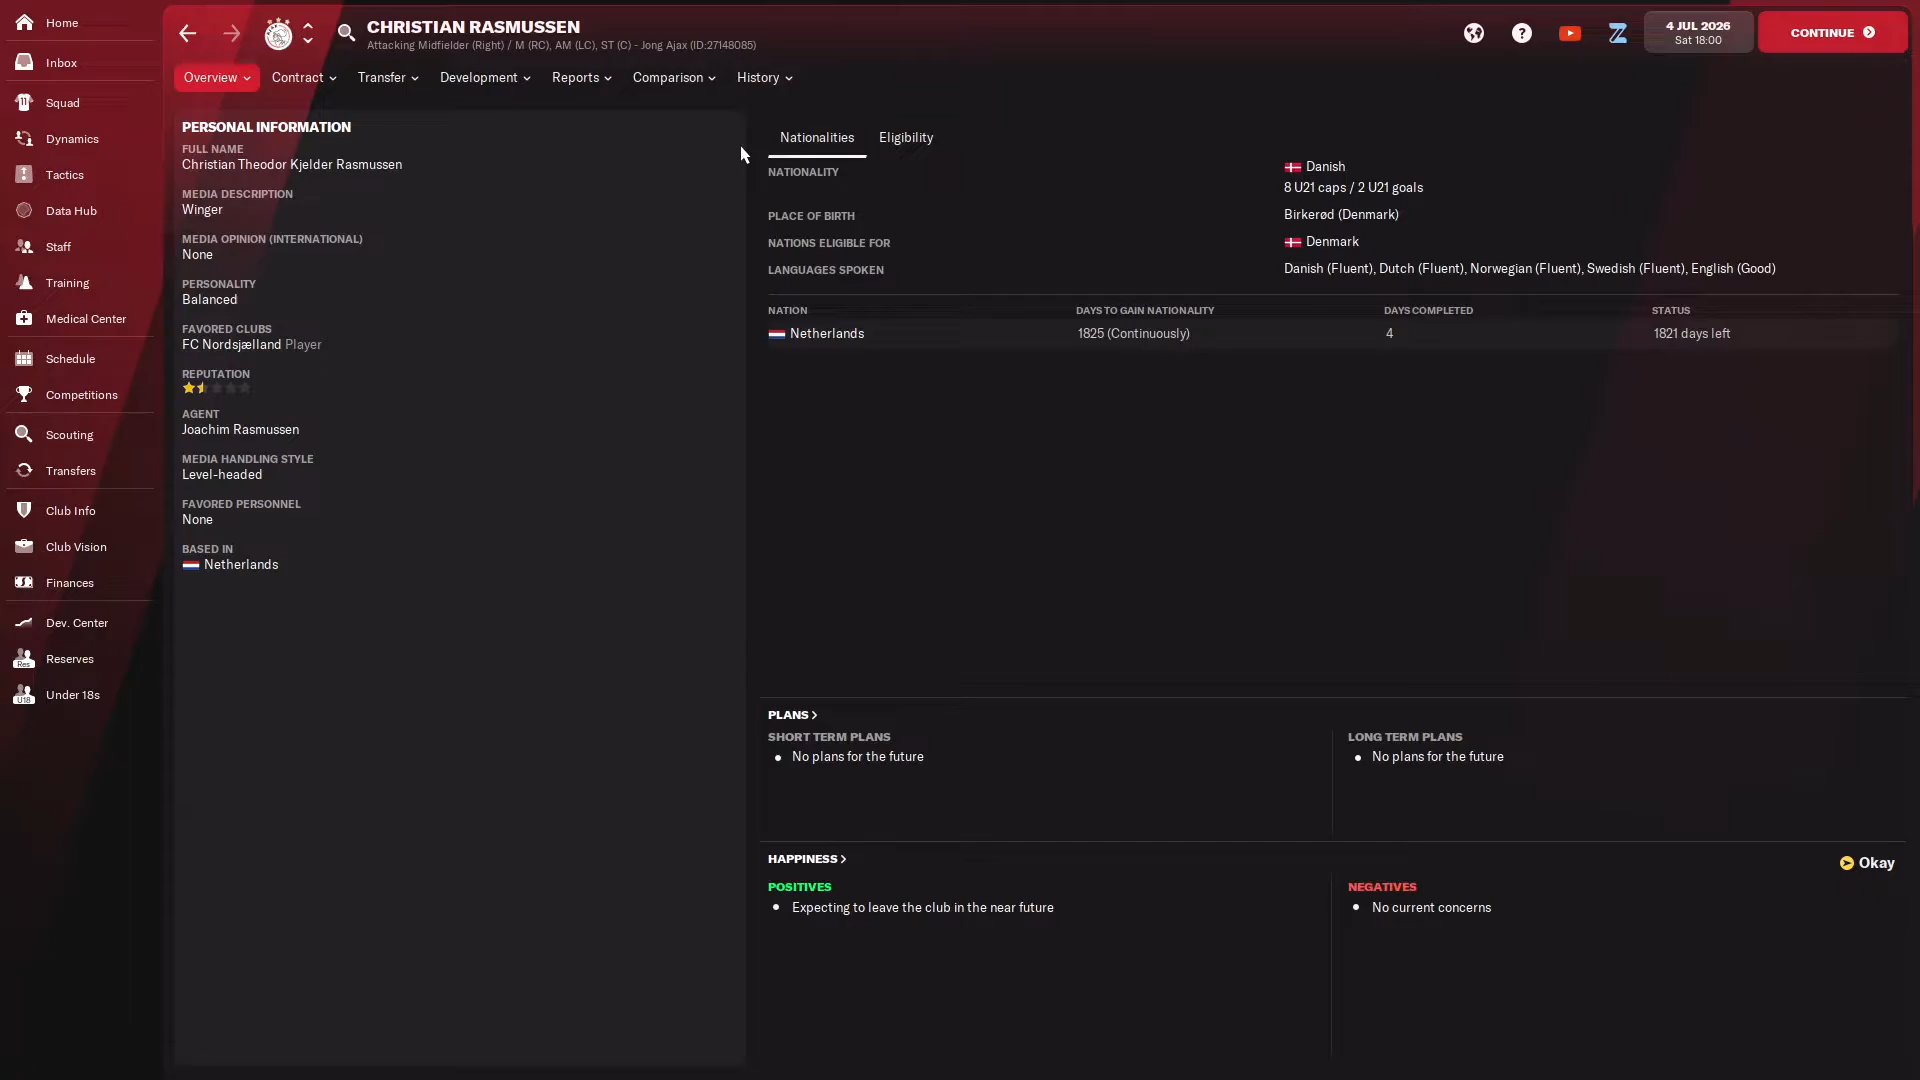 Home
Inbox
Squad
Dynamics
Tactics
Data Hub
Staff
Training
Medical Center
Schedule
Competitions
Scouting
Transfers
Club Info
Club Vision
Finances
Dev. Center
Res
Reserves
U18
Under 18s
CHRISTIAN RASMUSSEN
Attacking Midfielder (Right) / M (RC), AM (LC), ST (C) - Jong Ajax (ID:27148085)
4 JUL 2026
Sat 18:00
CONTINUE
Overview
Contract
Transfer
Development
Reports
Comparison
History
PERSONAL INFORMATION
FULL NAME
Christian Theodor Kjelder Rasmussen
MEDIA DESCRIPTION
Winger
MEDIA OPINION (INTERNATIONAL)
None
PERSONALITY
Balanced
FAVORED CLUBS
FC Nordsjælland Player
REPUTATION
AGENT
Joachim Rasmussen
MEDIA HANDLING STYLE
Level-headed
FAVORED PERSONNEL
None
BASED IN
Netherlands
Nationalities
Eligibility
NATIONALITY
Danish
8 U21 caps / 2 U21 goals
PLACE OF BIRTH
Birkerød (Denmark)
NATIONS ELIGIBLE FOR
Denmark
LANGUAGES SPOKEN
Danish (Fluent), Dutch (Fluent), Norwegian (Fluent), Swedish (Fluent), English (Good)
NATION DAYS TO GAIN NATIONALITY DAYS COMPLETED STATUS
Netherlands 1825 (Continuously) 4 1821 days left
PLANS
SHORT TERM PLANS
No plans for the future
LONG TERM PLANS
No plans for the future
HAPPINESS
Okay
POSITIVES
Expecting to leave the club in the near future
NEGATIVES
No current concerns